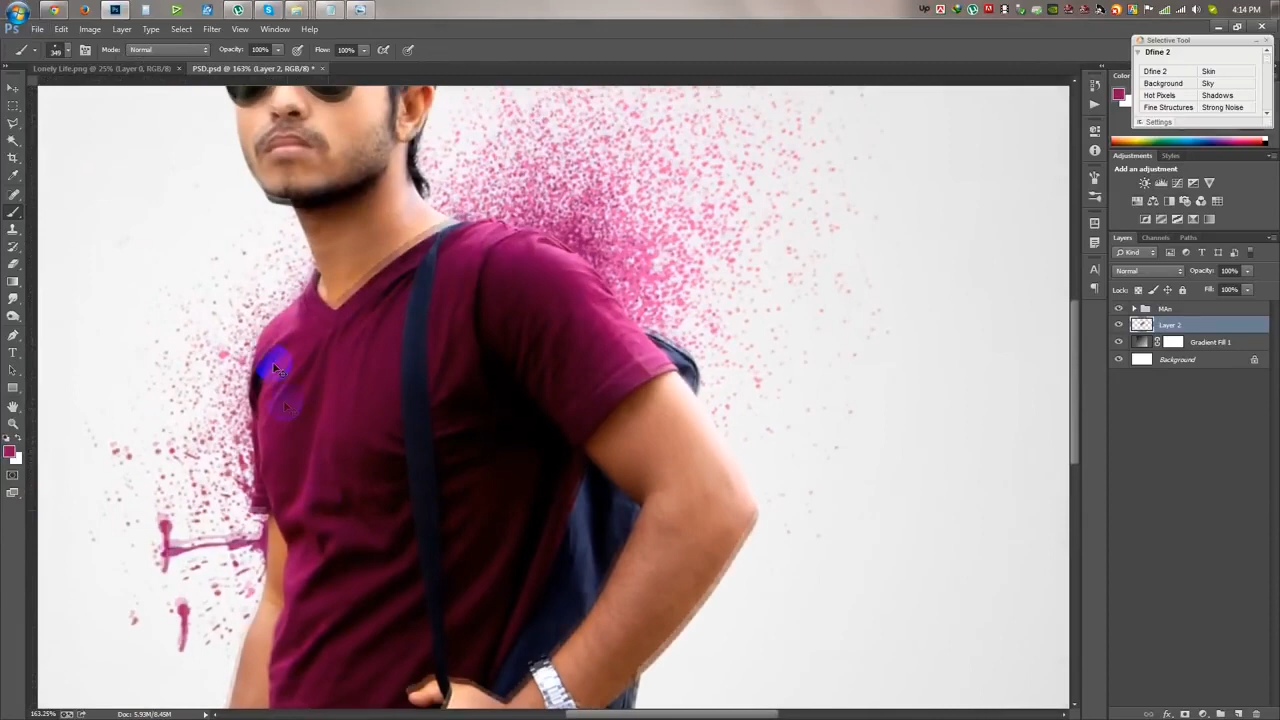 Up
4:14 PM
Ps File Edit Image Layer Type Select Filter View Window Help
349 Mode: Normal Opacity: 100% Flow: 100%
Lonely Life.png @ 25% (Layer 0, RGB/8) × PSD.psd @ 163% (Layer 2, RGB/8) * ×
Selective Tool
Dfine 2
Dfine 2 Skin
Background Sky
Hot Pixels Shadows
Fine Structures Strong Noise
Settings
Color
Adjustments Styles
Add an adjustment
Layers Channels Paths
Kind
Normal Opacity: 100%
Lock: Fill: 100%
MAn
Layer 2
Gradient Fill 1
Background
163.25% Doc: 5.93M/8.45M